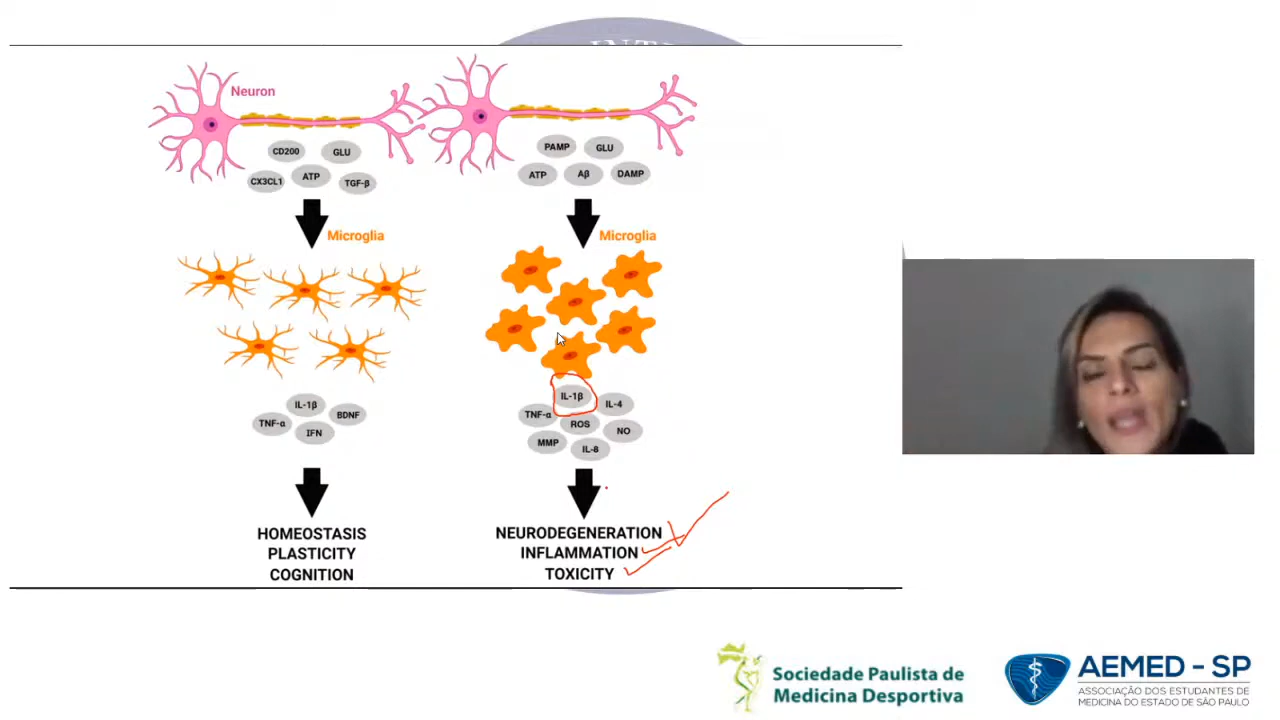 Neuron
CD200
GLU
CX3CL1
ATP
TGF-β
Microglia
IL-1β
TNF-α
BDNF
IFN
HOMEOSTASIS
PLASTICITY
COGNITION
PAMP
GLU
ATP
Aβ
DAMP
Microglia
IL-1β
IL-4
TNF-α
ROS
NO
MMP
IL-8
NEURODEGENERATION
INFLAMMATION
TOXICITY
Sociedade Paulista de
Medicina Desportiva
AEMED - SP
ASSOCIAÇÃO DOS ESTUDANTES DE
MEDICINA DO ESTADO DE SÃO PAULO